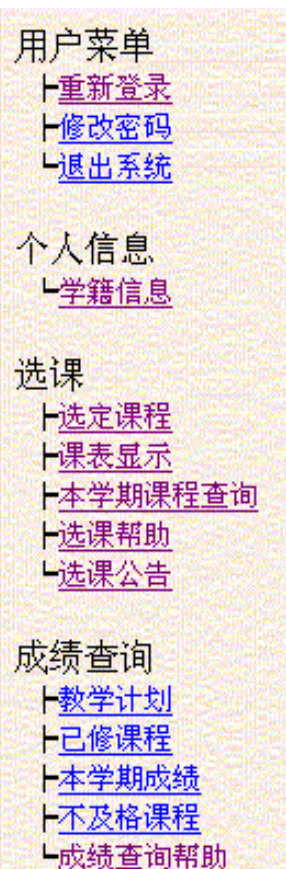 用户菜单
重新登录
修改密码
退出系统
个人信息
学籍信息
选课
选定课程
课表显示
本学期课程查询
选课帮助
选课公告
成绩查询
教学计划
已修课程
本学期成绩
不及格课程
成绩查询帮助